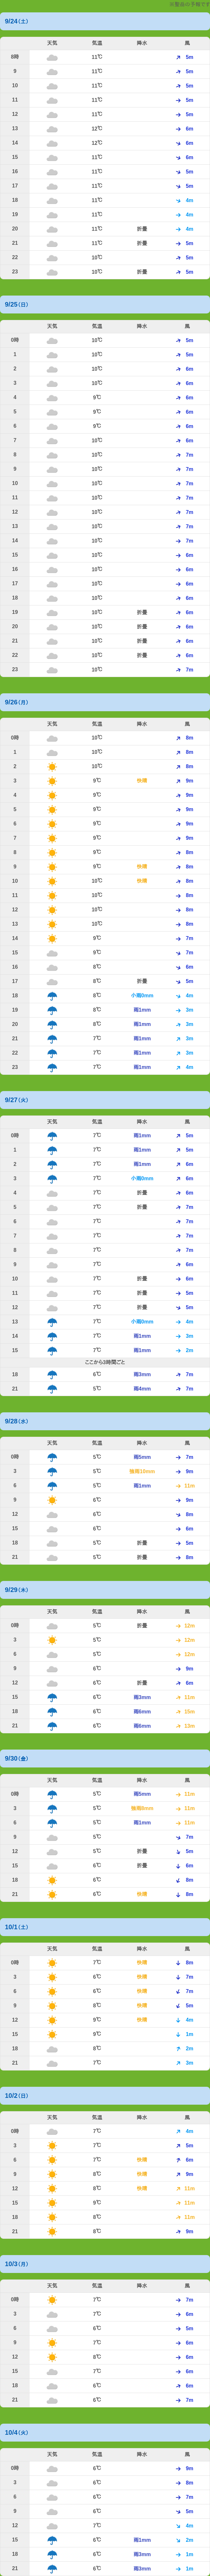 ※電金の予報です
9/24(土)
天気 気温 降水 風
8時 11℃ 5m
9 11℃ 5m
10 11℃ 5m
11 11℃ 5m
12 11℃ 5m
13 12℃ 6m
14 12℃ 6m
15 11℃ 6m
16 11℃ 5m
17 11℃ 5m
18 11℃ 4m
19 11℃ 4m
20 11℃ 折畳 4m
21 11℃ 折畳 5m
22 10℃ 5m
23 10℃ 折畳 5m
9/25(日)
天気 気温 降水 風
0時 10℃ 5m
1 10℃ 5m
2 10℃ 6m
3 10℃ 6m
4 9℃ 6m
5 9℃ 6m
6 9℃ 6m
7 10℃ 6m
8 10℃ 7m
9 10℃ 7m
10 10℃ 7m
11 10℃ 7m
12 10℃ 7m
13 10℃ 7m
14 10℃ 7m
15 10℃ 6m
16 10℃ 6m
17 10℃ 6m
18 10℃ 6m
19 10℃ 折畳 6m
20 10℃ 折畳 6m
21 10℃ 折畳 6m
22 10℃ 折畳 6m
23 10℃ 7m
9/26(月)
天気 気温 降水 風
0時 10℃ 8m
1 10℃ 8m
2 10℃ 8m
3 9℃ 快晴 9m
4 9℃ 9m
5 9℃ 9m
6 9℃ 9m
7 9℃ 9m
8 9℃ 8m
9 9℃ 快晴 8m
10 10℃ 快晴 8m
11 10℃ 8m
12 10℃ 8m
13 10℃ 8m
14 9℃ 7m
15 9℃ 7m
16 8℃ 6m
17 8℃ 折畳 5m
18 8℃ 小雨0mm 4m
19 8℃ 雨1mm 3m
20 8℃ 雨1mm 3m
21 7℃ 雨1mm 3m
22 7℃ 雨1mm 3m
23 7℃ 雨1mm 4m
9/27(火)
天気 気温 降水 風
0時 7℃ 雨1mm 5m
1 7℃ 雨1mm 5m
2 7℃ 雨1mm 6m
3 7℃ 小雨0mm 6m
4 7℃ 折畳 6m
5 7℃ 折畳 7m
6 7℃ 7m
7 7℃ 7m
8 7℃ 7m
9 7℃ 6m
10 7℃ 折畳 6m
11 7℃ 折畳 5m
12 7℃ 折畳 5m
13 7℃ 小雨0mm 4m
14 7℃ 雨1mm 3m
15 7℃ 雨1mm 2m
ここから3時間ごと
18 6℃ 雨3mm 7m
21 5℃ 雨4mm 7m
9/28(水)
天気 気温 降水 風
0時 5℃ 雨5mm 7m
3 5℃ 強雨10mm 9m
6 5℃ 雨1mm 11m
9 6℃ 9m
12 6℃ 8m
15 6℃ 6m
18 5℃ 折畳 5m
21 5℃ 折畳 8m
9/29(木)
天気 気温 降水 風
0時 5℃ 折畳 12m
3 5℃ 12m
6 5℃ 12m
9 6℃ 9m
12 6℃ 折畳 6m
15 6℃ 雨3mm 11m
18 6℃ 雨6mm 15m
21 6℃ 雨6mm 13m
9/30(金)
天気 気温 降水 風
0時 5℃ 雨5mm 11m
3 5℃ 強雨8mm 11m
6 5℃ 雨1mm 11m
9 5℃ 7m
12 5℃ 折畳 5m
15 6℃ 折畳 6m
18 6℃ 8m
21 6℃ 快晴 8m
10/1(土)
天気 気温 降水 風
0時 7℃ 快晴 8m
3 6℃ 快晴 7m
6 6℃ 快晴 7m
9 8℃ 快晴 5m
12 9℃ 快晴 4m
15 9℃ 1m
18 8℃ 2m
21 7℃ 3m
10/2(日)
天気 気温 降水 風
0時 7℃ 4m
3 7℃ 5m
6 7℃ 快晴 6m
9 8℃ 快晴 9m
12 8℃ 快晴 11m
15 9℃ 11m
18 8℃ 11m
21 8℃ 9m
10/3(月)
天気 気温 降水 風
0時 7℃ 7m
3 7℃ 6m
6 6℃ 5m
9 7℃ 6m
12 8℃ 6m
15 7℃ 6m
18 6℃ 6m
21 6℃ 7m
10/4(火)
天気 気温 降水 風
0時 6℃ 9m
3 6℃ 8m
6 6℃ 7m
9 6℃ 5m
12 7℃ 4m
15 6℃ 雨1mm 2m
18 6℃ 雨3mm 1m
21 6℃ 雨3mm 1m